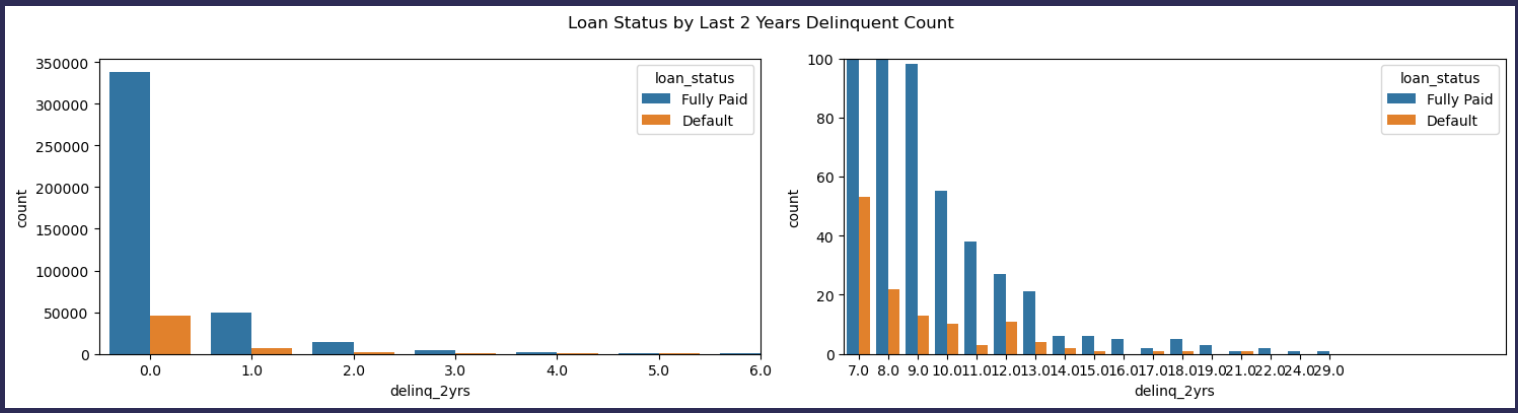 Loan Status by Last 2 Years Delinquent Count
350000
300000
250000
200000
150000
100000
50000
0
count
loan_status
Fully Paid
Default
0.0 1.0 2.0 3.0 4.0 5.0 6.0
delinq_2yrs
100
80
60
40
20
0
count
loan_status
Fully Paid
Default
7.0 8.0 9.0 10.0 11.0 12.0 13.0 14.0 15.0 16.0 17.0 18.0 19.0 21.0 22.0 24.0 29.0
delinq_2yrs